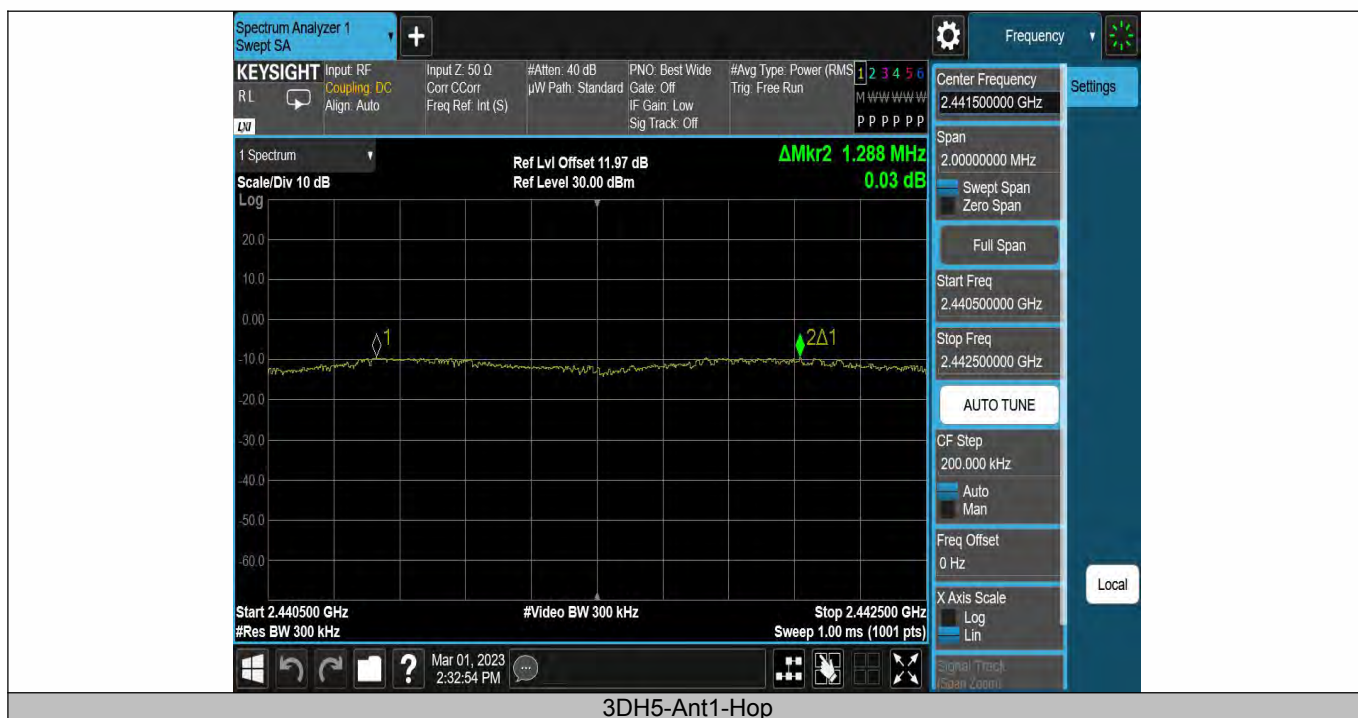 Spectrum Analyzer 1
Swept SA
+
Frequency
KEYSIGHT
R L
LXI
Input: RF
Coupling: DC
Align: Auto
Input Z: 50 Ω
Corr CCorr
Freq Ref: Int (S)
#Atten: 40 dB
µW Path: Standard
PNO: Best Wide
Gate: Off
IF Gain: Low
Sig Track: Off
#Avg Type: Power (RMS
Trig: Free Run
1 2 3 4 5 6
M W W W W W
P P P P P P
1 Spectrum
Scale/Div 10 dB
Log
Ref Lvl Offset 11.97 dB
Ref Level 30.00 dBm
ΔMkr2 1.288 MHz
0.03 dB
20.0
10.0
0.00
-10.0
-20.0
-30.0
-40.0
-50.0
-60.0
1
2Δ1
Start 2.440500 GHz
#Res BW 300 kHz
#Video BW 300 kHz
Stop 2.442500 GHz
Sweep 1.00 ms (1001 pts)
Center Frequency
2.441500000 GHz
Settings
Span
2.00000000 MHz
Swept Span
Zero Span
Full Span
Start Freq
2.440500000 GHz
Stop Freq
2.442500000 GHz
AUTO TUNE
CF Step
200.000 kHz
Auto
Man
Freq Offset
0 Hz
X Axis Scale
Log
Lin
Signal Track
(Span Zoom)
Local
?
Mar 01, 2023
2:32:54 PM
3DH5-Ant1-Hop